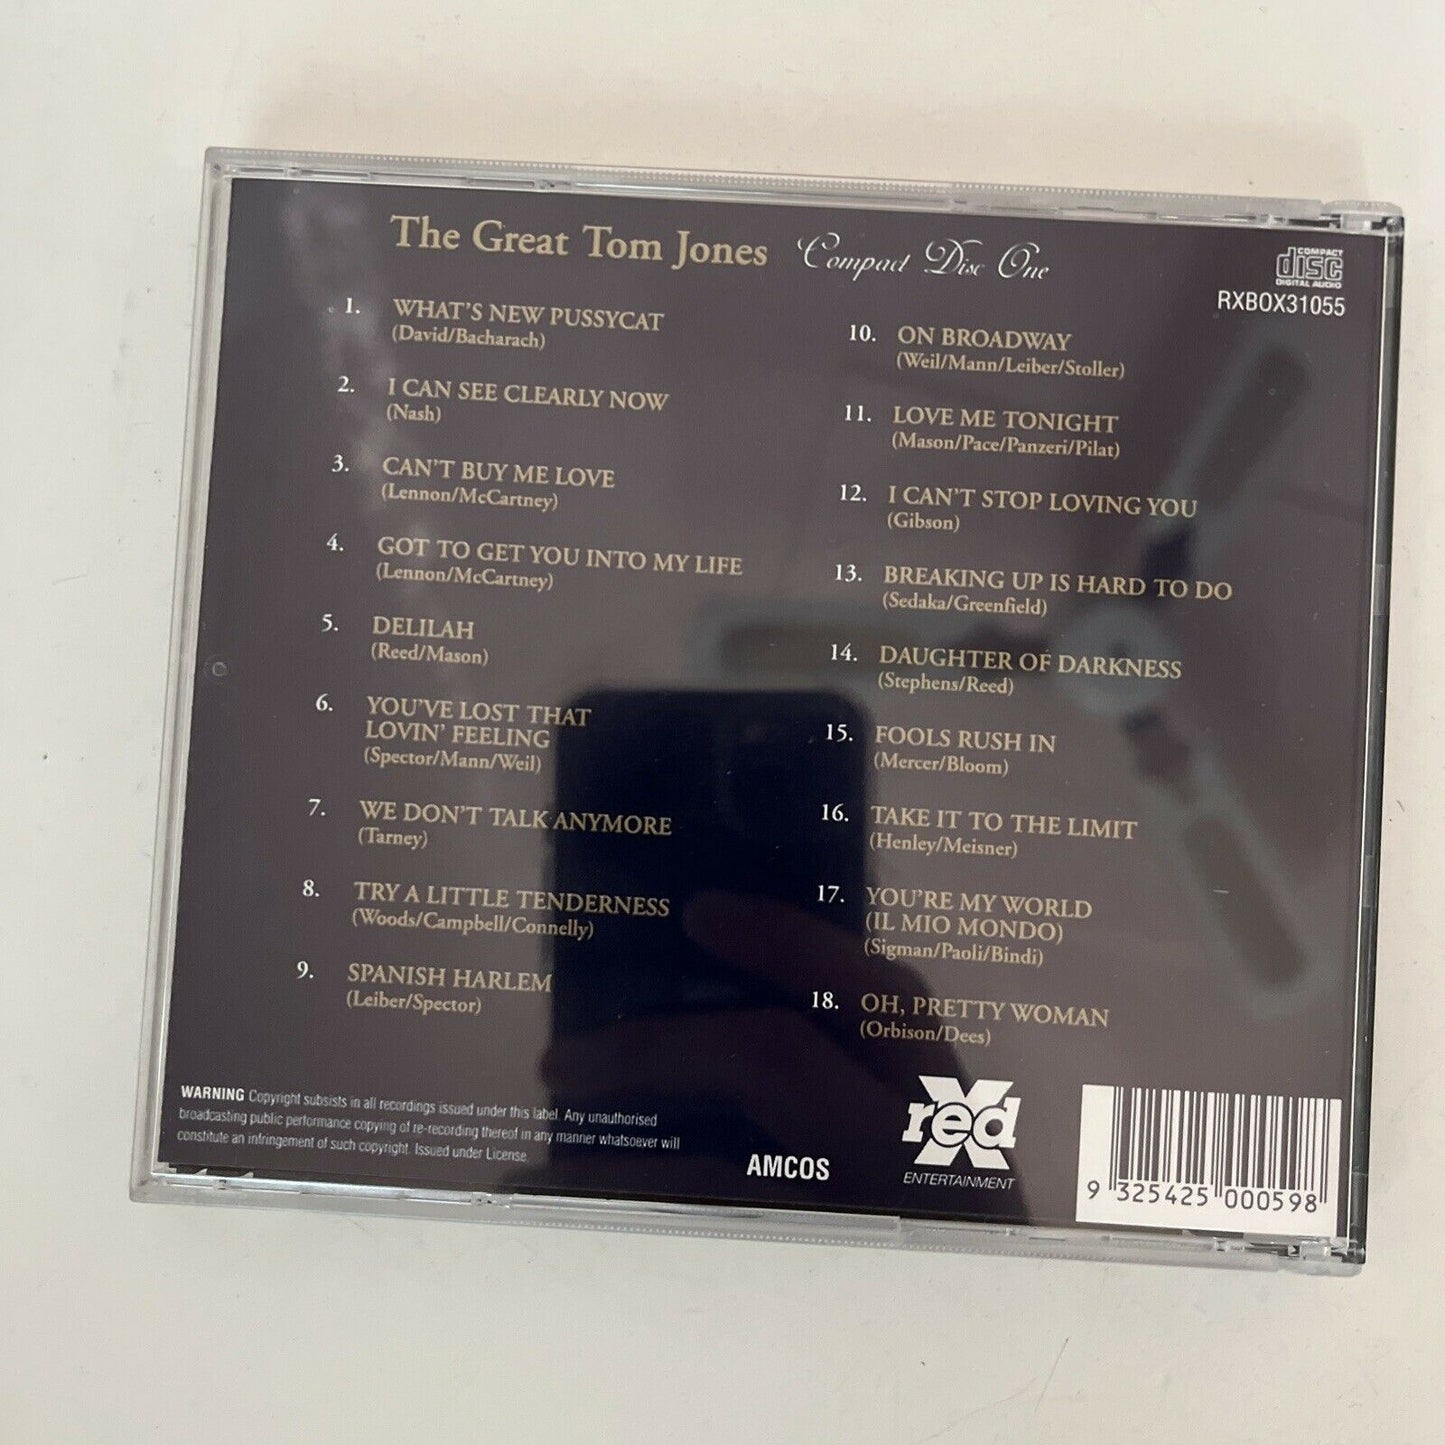 The Great Tom Jones Compact Disc One
COMPACT
disc
DIGITAL AUDIO
RXBOX31055
1. WHAT'S NEW PUSSYCAT
(David/Bacharach)
2. I CAN SEE CLEARLY NOW
(Nash)
3. CAN'T BUY ME LOVE
(Lennon/McCartney)
4. GOT TO GET YOU INTO MY LIFE
(Lennon/McCartney)
5. DELILAH
(Reed/Mason)
6. YOU'VE LOST THAT
LOVIN' FEELING
(Spector/Mann/Weil)
7. WE DON'T TALK ANYMORE
(Tarney)
8. TRY A LITTLE TENDERNESS
(Woods/Campbell/Connelly)
9. SPANISH HARLEM
(Leiber/Spector)
10. ON BROADWAY
(Weil/Mann/Leiber/Stoller)
11. LOVE ME TONIGHT
(Mason/Pace/Panzeri/Pilat)
12. I CAN'T STOP LOVING YOU
(Gibson)
13. BREAKING UP IS HARD TO DO
(Sedaka/Greenfield)
14. DAUGHTER OF DARKNESS
(Stephens/Reed)
15. FOOLS RUSH IN
(Mercer/Bloom)
16. TAKE IT TO THE LIMIT
(Henley/Meisner)
17. YOU'RE MY WORLD
(IL MIO MONDO)
(Sigman/Paoli/Bindi)
18. OH, PRETTY WOMAN
(Orbison/Dees)
WARNING Copyright subsists in all recordings issued under this label. Any unauthorised
broadcasting public performance copying of re-recording thereof in any manner whatsoever will
constitute an infringement of such copyright. Issued under License.
AMCOS
red X
ENTERTAINMENT
9 325425 000598